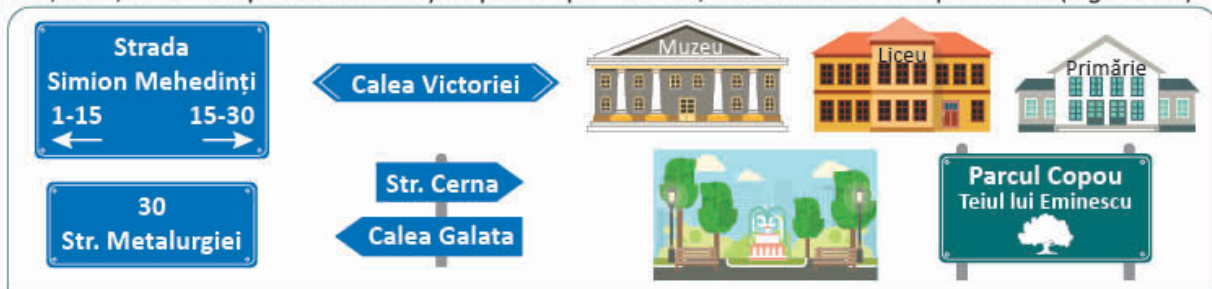 Strada
Simion Mehedinți
1-15 15-30
Calea Victoriei
Muzeu
Liceu
Primărie
30
Str. Metalurgiei
Str. Cerna
Calea Galata
Parcul Copou
Teiul lui Eminescu